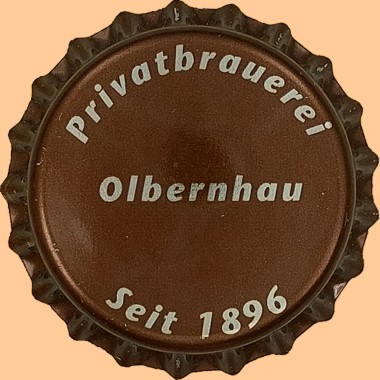 Privatbrauerei
Olbernhau
Seit 1896